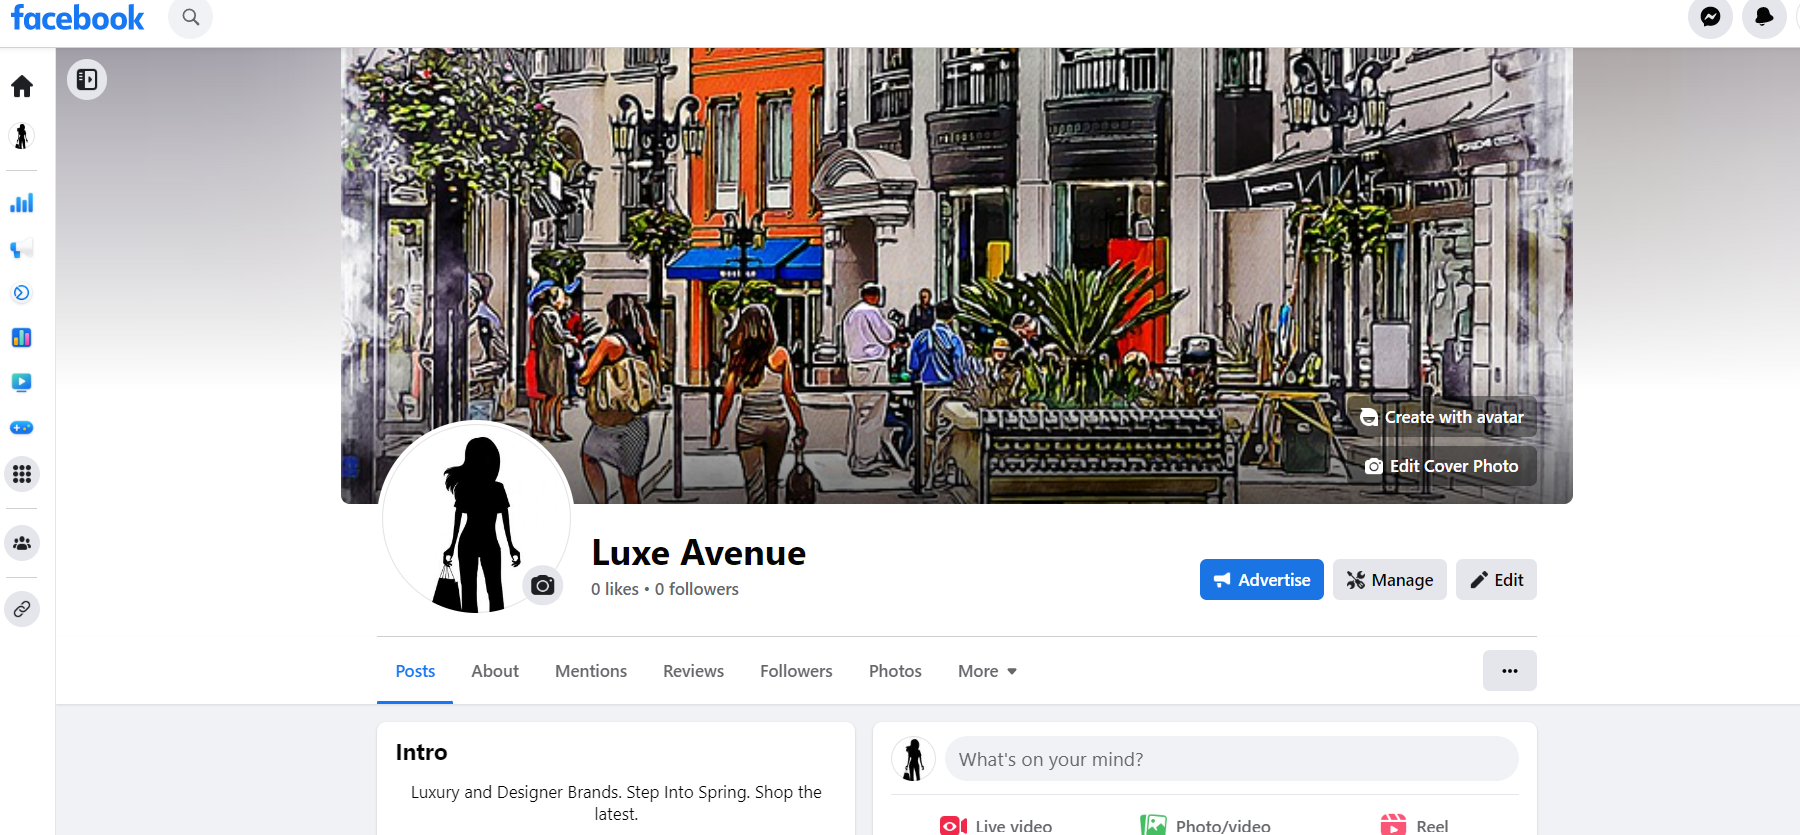 facebook
Create with avatar
Edit Cover Photo
Luxe Avenue
0 likes • 0 followers
Advertise
Manage
Edit
Posts
About
Mentions
Reviews
Followers
Photos
More
Intro
Luxury and Designer Brands. Step Into Spring. Shop the
latest.
What's on your mind?
Live video
Photo/video
Reel